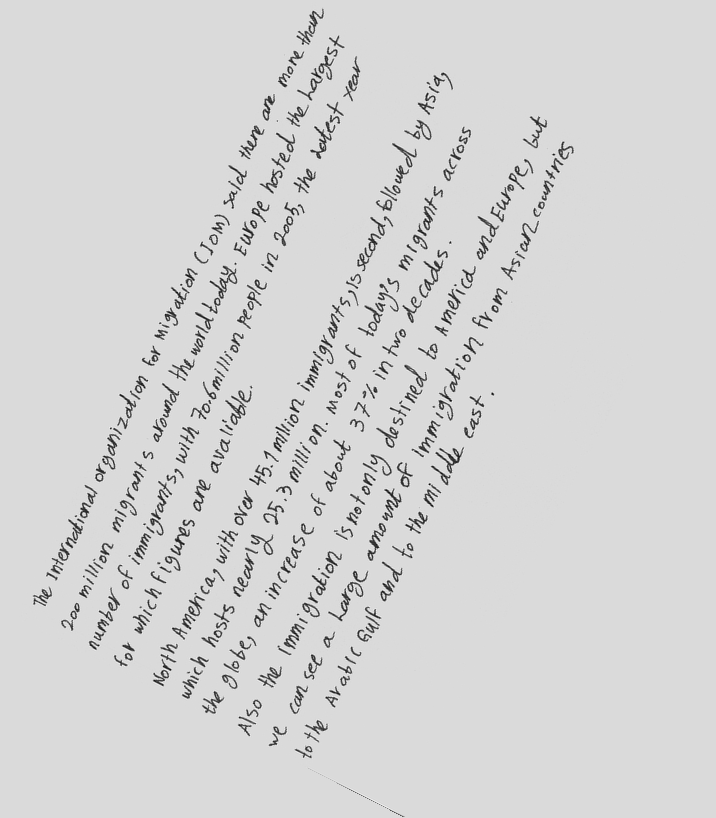 The International organization for Migration (IOM) said there are more than
200 million migrants around the world today. Europe hosted the Largest
number of immigrants, with 70.6 million people in 2005, the Latest year
for which figures are avaliable.
North America, with over 45.1 million immigrants, is second, followed by Asia,
which hosts nearly 25.3 million. Most of today's migrants across
the globe, an increase of about 37% in two decades.
Also the immigration is not only destined to America and Europe, but
we can see a Large amount of immigration from Asian countries
to the Arabic Gulf and to the middle east.